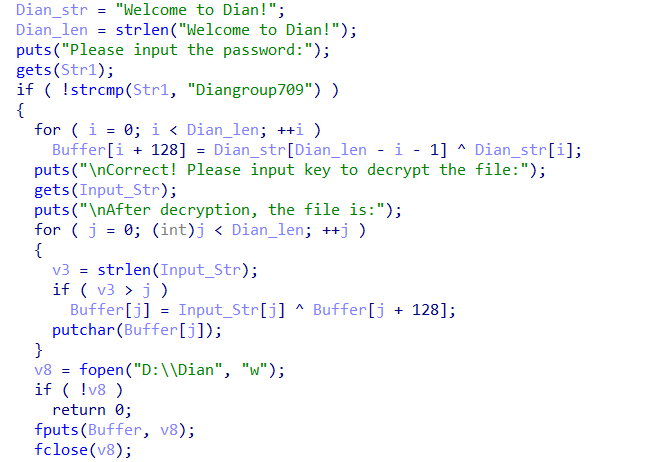 Dian_str = "Welcome to Dian!";
Dian_len = strlen("Welcome to Dian!");
puts("Please input the password:");
gets(Str1);
if ( !strcmp(Str1, "Diangroup709") )
{
  for ( i = 0; i < Dian_len; ++i )
    Buffer[i + 128] = Dian_str[Dian_len - i - 1] ^ Dian_str[i];
  puts("\nCorrect! Please input key to decrypt the file:");
  gets(Input_Str);
  puts("\nAfter decryption, the file is:");
  for ( j = 0; (int)j < Dian_len; ++j )
  {
    v3 = strlen(Input_Str);
    if ( v3 > j )
      Buffer[j] = Input_Str[j] ^ Buffer[j + 128];
    putchar(Buffer[j]);
  }
  v8 = fopen("D:\\Dian", "w");
  if ( !v8 )
    return 0;
  fputs(Buffer, v8);
  fclose(v8);